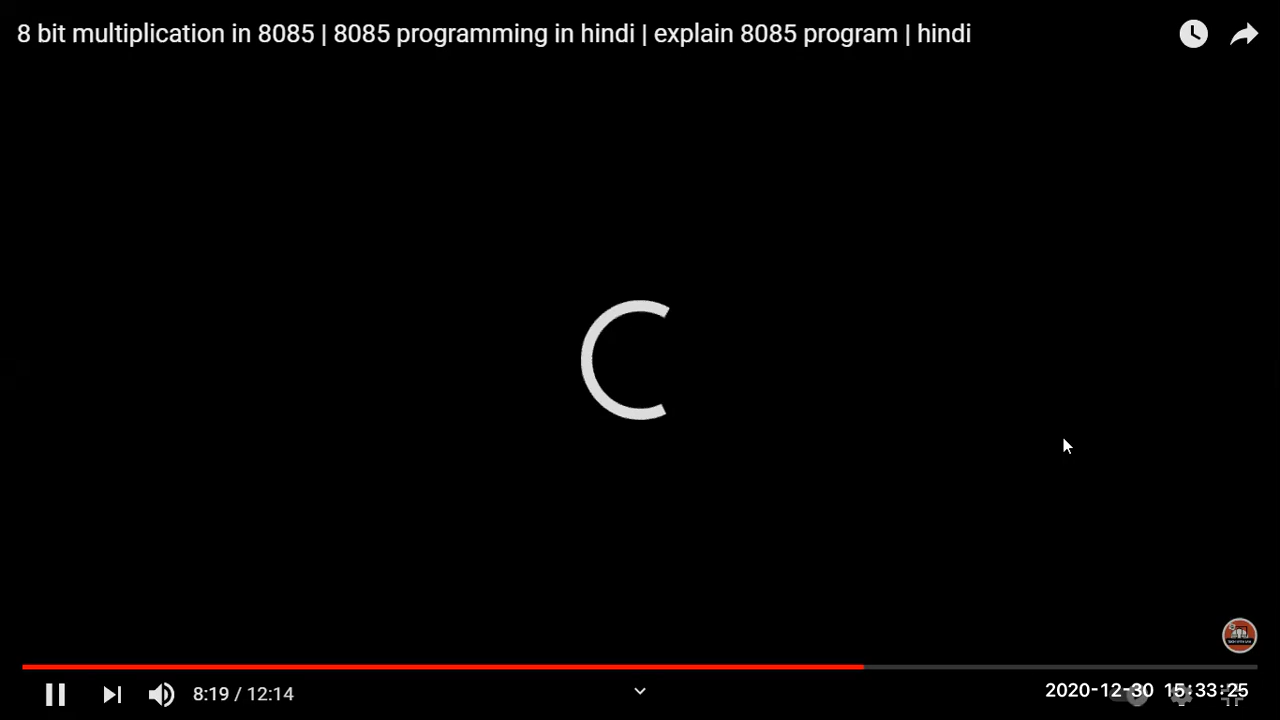 8 bit multiplication in 8085 | 8085 programming in hindi | explain 8085 program | hindi
8:19 / 12:14
2020-12-30 15:33:25